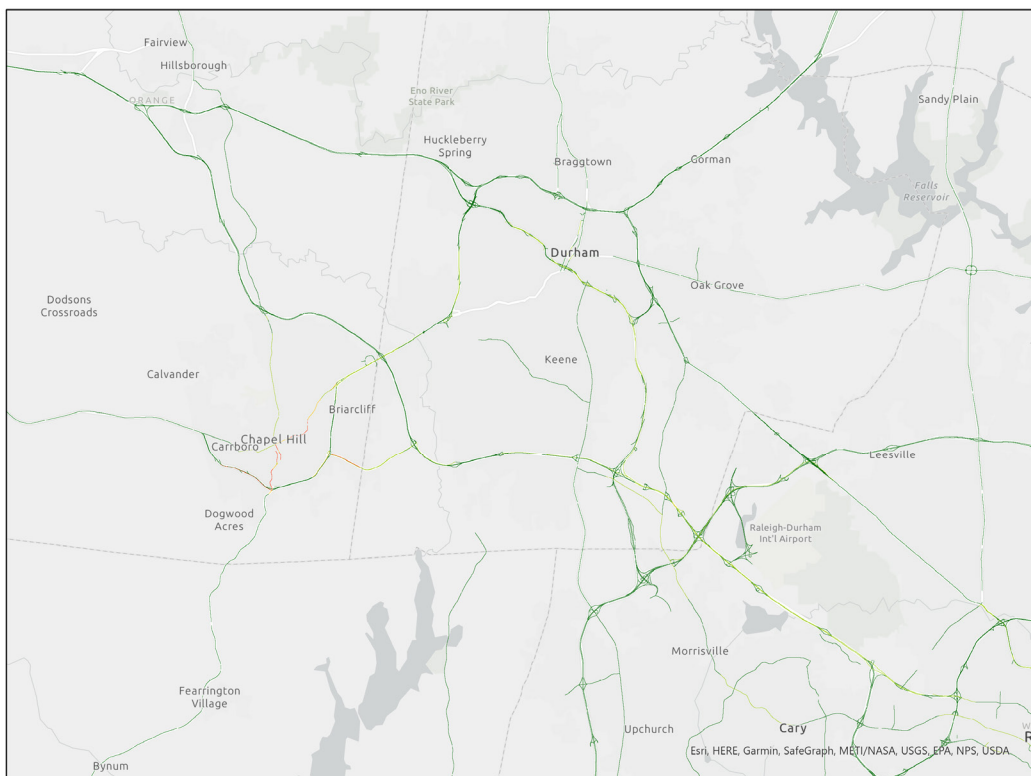 Fairview
Hillsborough
ORANGE
Eno River
State Park
Sandy Plain
Huckleberry
Spring
Braggtown
Gorman
Falls
Reservoir
Durham
Oak Grove
Dodsons
Crossroads
Keene
Calvander
Briarcliff
Chapel Hill
Carrboro
Leesville
Dogwood
Acres
Raleigh-Durham
Int'l Airport
Morrisville
Fearrington
Village
Upchurch
Cary
Esri, HERE, Garmin, SafeGraph, METI/NASA, USGS, EPA, NPS, USDA
Bynum